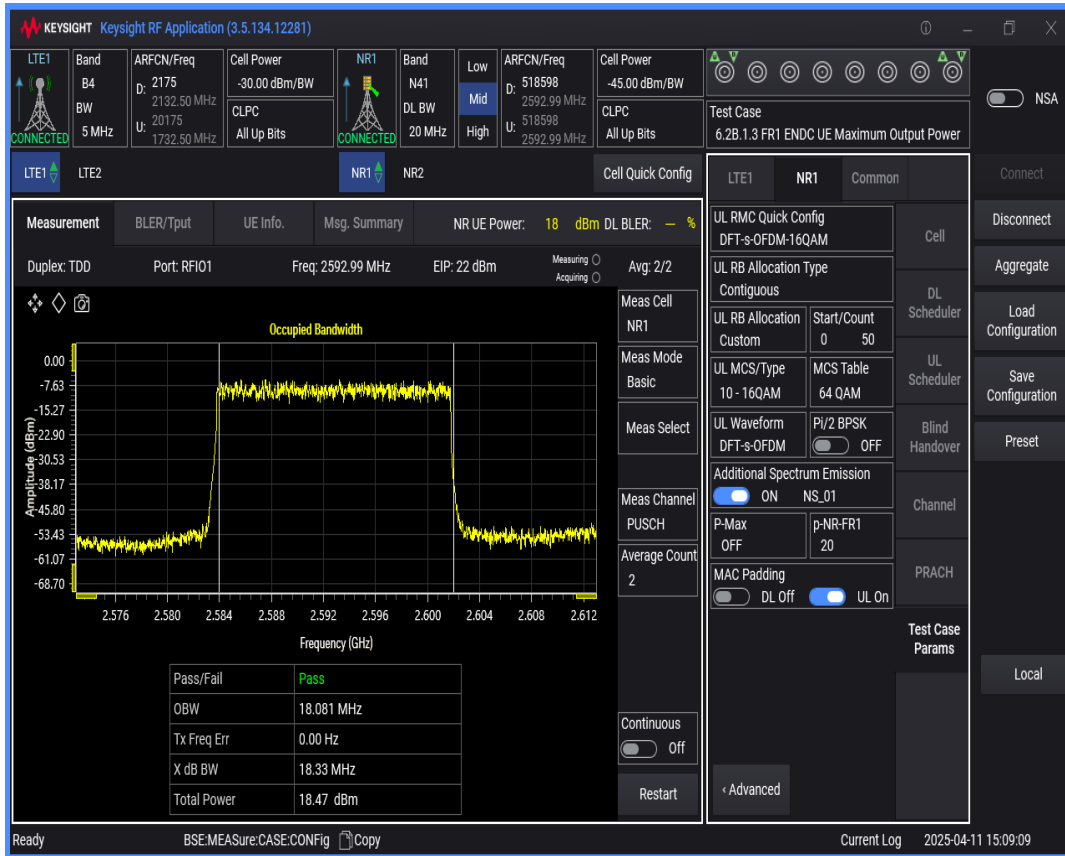 KEYSIGHT Keysight RF Application (3.5.134.12281)
LTE1
CONNECTED
Band
B4
BW
5 MHz
ARFCN/Freq
D: 2175
2132.50 MHz
U: 20175
1732.50 MHz
Cell Power
-30.00 dBm/BW
CLPC
All Up Bits
NR1
CONNECTED
Band
N41
DL BW
20 MHz
Low
Mid
High
ARFCN/Freq
D: 518598
2592.99 MHz
U: 518598
2592.99 MHz
Cell Power
-45.00 dBm/BW
CLPC
All Up Bits
Test Case
6.2B.1.3 FR1 ENDC UE Maximum Output Power
NSA
LTE1 LTE2 NR1 NR2 Cell Quick Config
Measurement BLER/Tput UE Info. Msg. Summary NR UE Power: 18 dBm DL BLER: — %
Duplex: TDD Port: RFIO1 Freq: 2592.99 MHz EIP: 22 dBm Measuring Avg: 2/2
Acquiring
Occupied Bandwidth
Amplitude (dBm)
0.00
-7.63
-15.27
-22.90
-30.53
-38.17
-45.80
-53.43
-61.07
-68.70
2.576 2.580 2.584 2.588 2.592 2.596 2.600 2.604 2.608 2.612
Frequency (GHz)
Pass/Fail Pass
OBW 18.081 MHz
Tx Freq Err 0.00 Hz
X dB BW 18.33 MHz
Total Power 18.47 dBm
Meas Cell
NR1
Meas Mode
Basic
Meas Select
Meas Channel
PUSCH
Average Count
2
Continuous
Off
Restart
LTE1 NR1 Common
UL RMC Quick Config
DFT-s-OFDM-16QAM
UL RB Allocation Type
Contiguous
UL RB Allocation
Custom
Start/Count
0 50
UL MCS/Type
10 - 16QAM
MCS Table
64 QAM
UL Waveform
DFT-s-OFDM
Pi/2 BPSK
OFF
Additional Spectrum Emission
ON NS_01
P-Max
OFF
p-NR-FR1
20
MAC Padding
DL Off UL On
‹ Advanced
Cell
DL
Scheduler
UL
Scheduler
Blind
Handover
Channel
PRACH
Test Case
Params
Connect
Disconnect
Aggregate
Load
Configuration
Save
Configuration
Preset
Local
Ready BSE:MEASure:CASE:CONFig Copy Current Log 2025-04-11 15:09:09